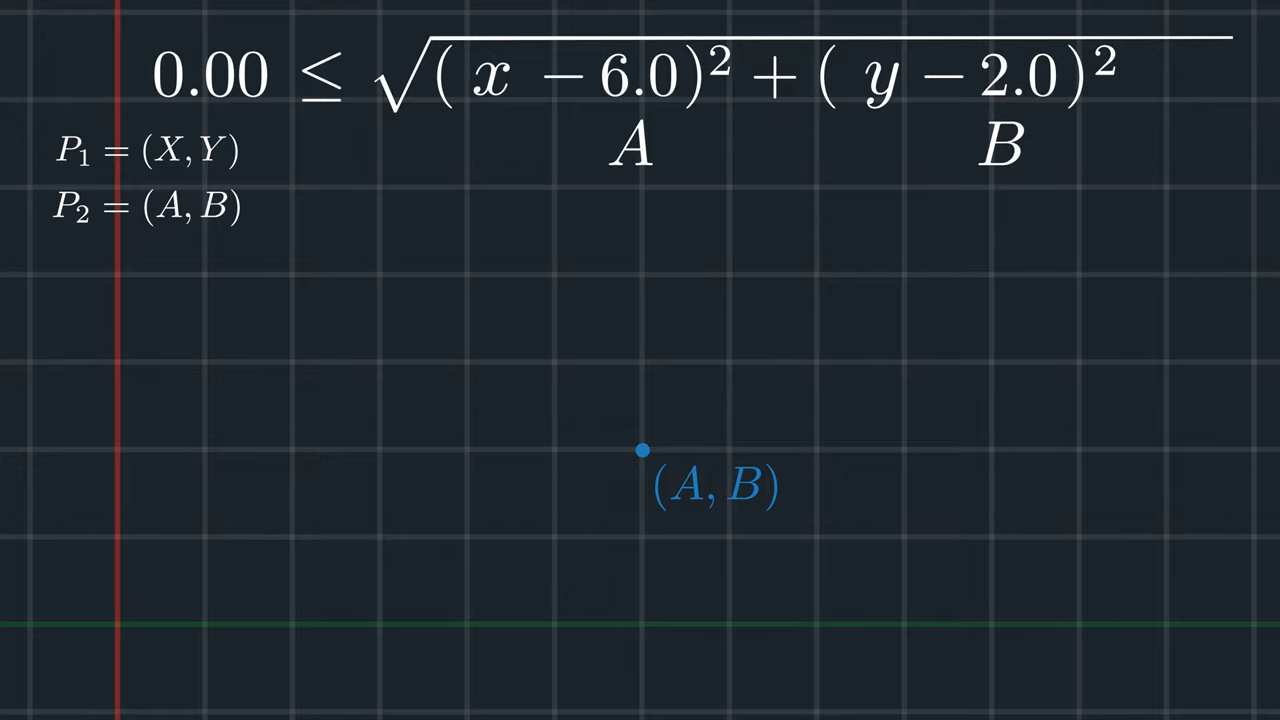 0.00 ≤ √( x − 6.0)² + ( y − 2.0 )²
A B
P₁ = (X, Y)
P₂ = (A, B)
(A, B)